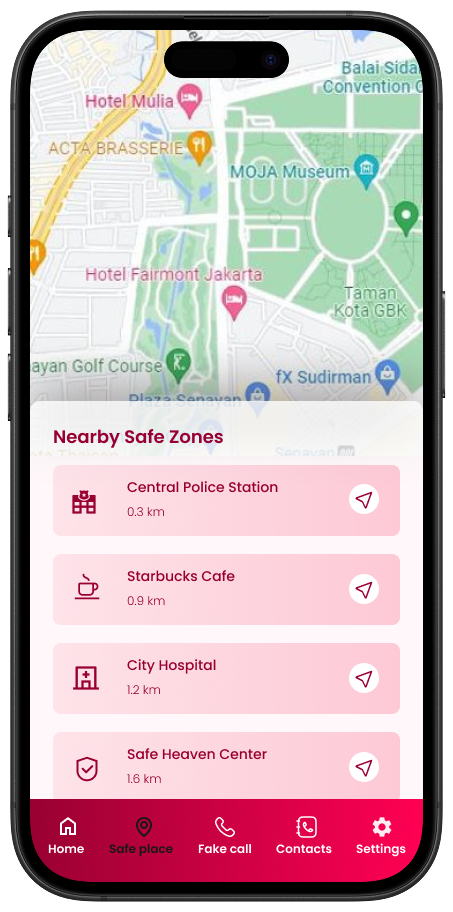 Balai Sida
Convention C
Hotel Mulia
ACTA BRASSERIE
MOJA Museum
Hotel Fairmont Jakarta
Taman
Kota GBK
ayan Golf Course
fX Sudirman
Plaza Senayan
Senayan
Nearby Safe Zones
Central Police Station
0.3 km
Starbucks Cafe
0.9 km
City Hospital
1.2 km
Safe Heaven Center
1.6 km
Home
Safe place
Fake call
Contacts
Settings